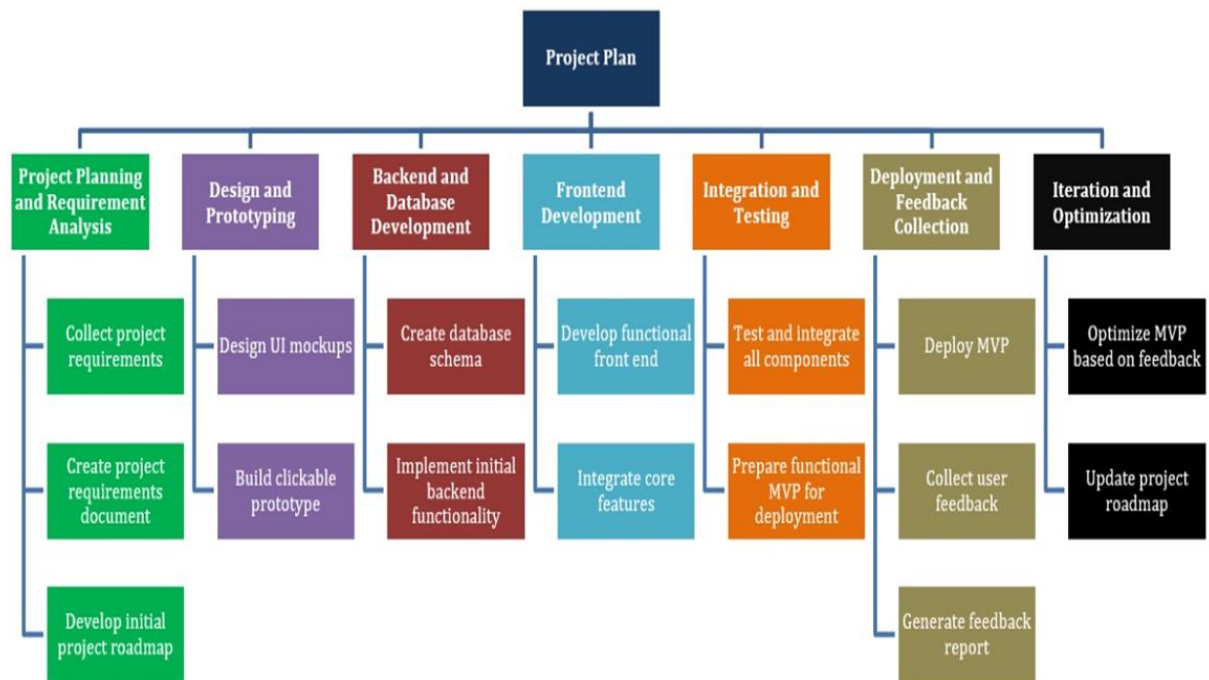 Project Plan
Project Planning
and Requirement
Analysis
Design and
Prototyping
Backend and
Database
Development
Frontend
Development
Integration and
Testing
Deployment and
Feedback
Collection
Iteration and
Optimization
Collect project
requirements
Design UI mockups
Create database
schema
Develop functional
front end
Test and integrate
all components
Deploy MVP
Optimize MVP
based on feedback
Create project
requirements
document
Build clickable
prototype
Implement initial
backend
functionality
Integrate core
features
Prepare functional
MVP for
deployment
Collect user
feedback
Update project
roadmap
Develop initial
project roadmap
Generate feedback
report